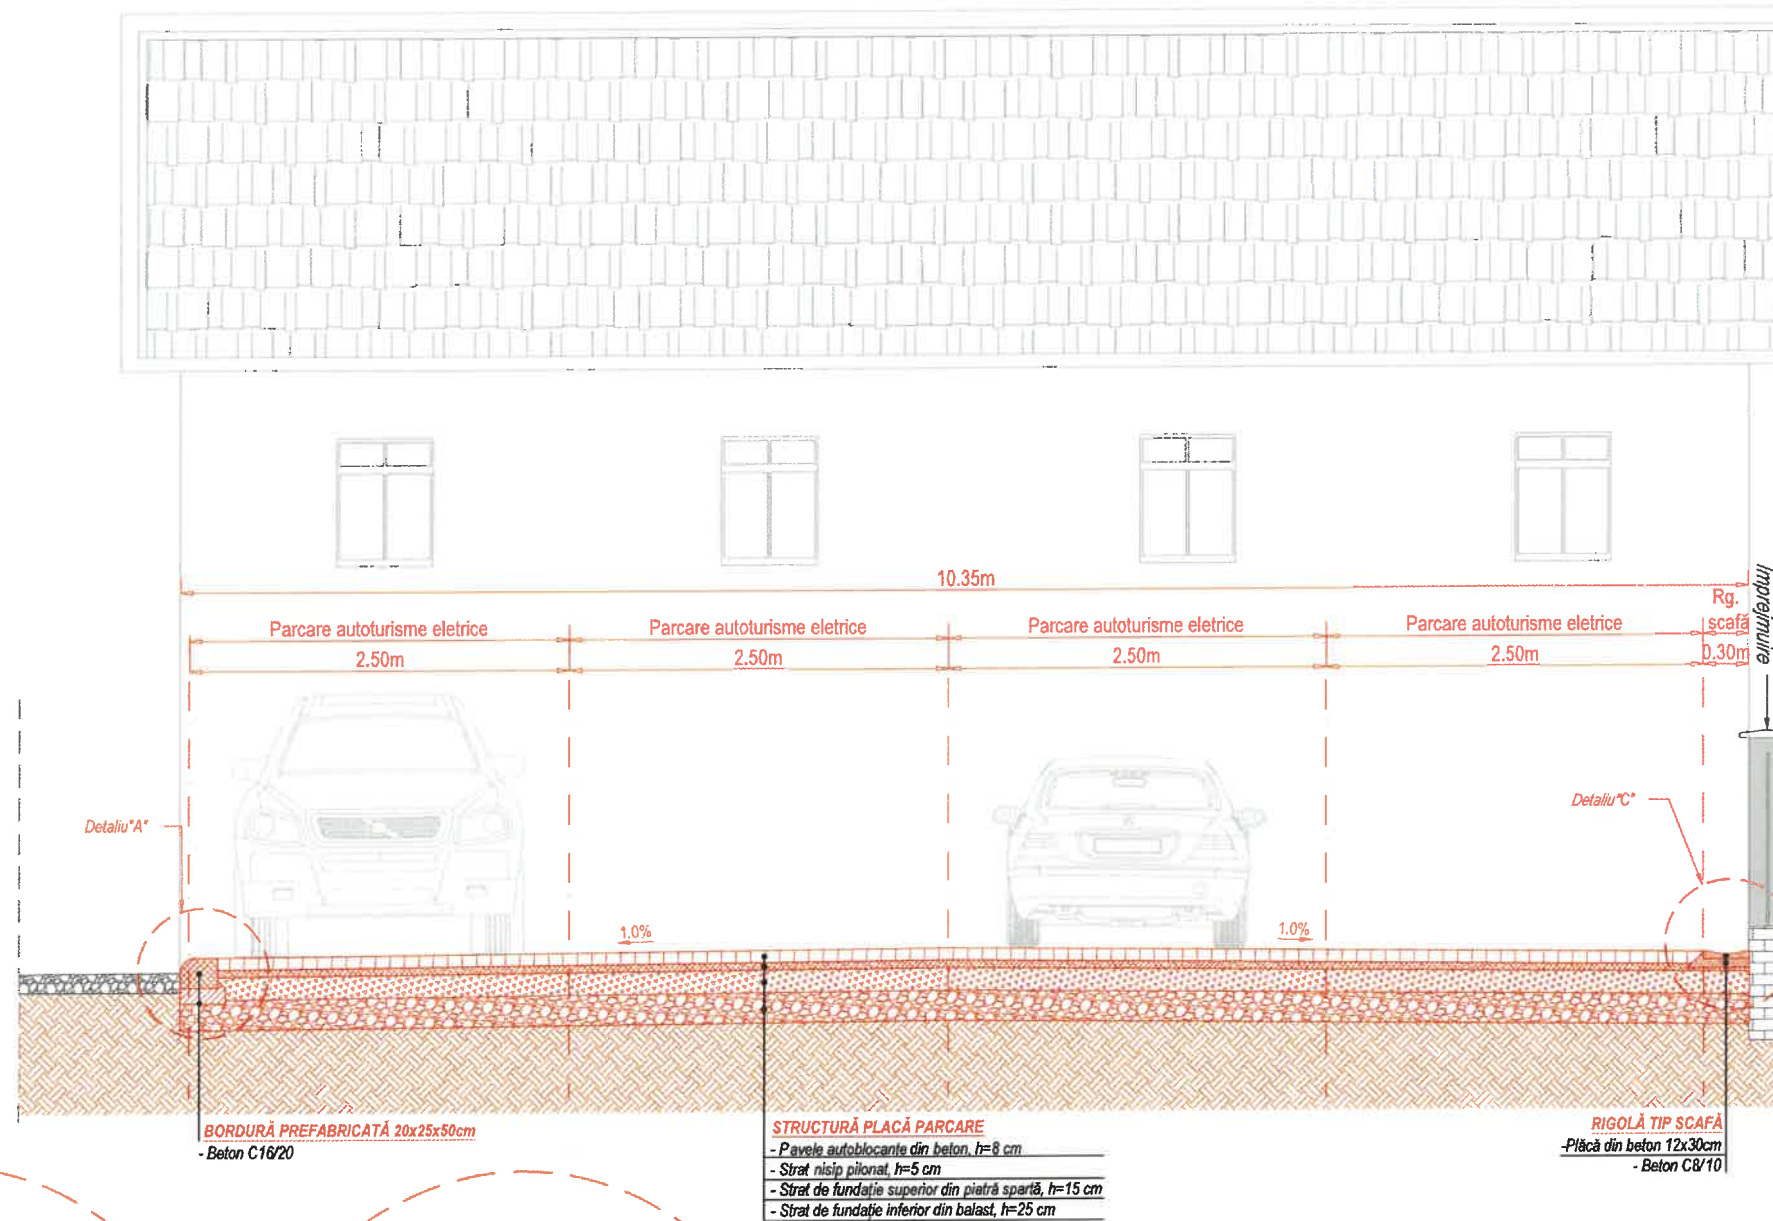 10.35m
Împrejmuire
Rg.
scafă
Parcare autoturisme eletrice
Parcare autoturisme eletrice
Parcare autoturisme eletrice
Parcare autoturisme eletrice
2.50m
2.50m
2.50m
2.50m
0.30m
Detaliu"A"
Detaliu"C"
1.0%
1.0%
BORDURĂ PREFABRICATĂ 20x25x50cm
- Beton C16/20
STRUCTURĂ PLACĂ PARCARE
- Pavele autoblocante din beton, h=8 cm
- Strat nisip pilonat, h=5 cm
- Strat de fundație superior din piatră spartă, h=15 cm
- Strat de fundație inferior din balast, h=25 cm
RIGOLĂ TIP SCAFĂ
-Plăcă din beton 12x30cm
- Beton C8/10